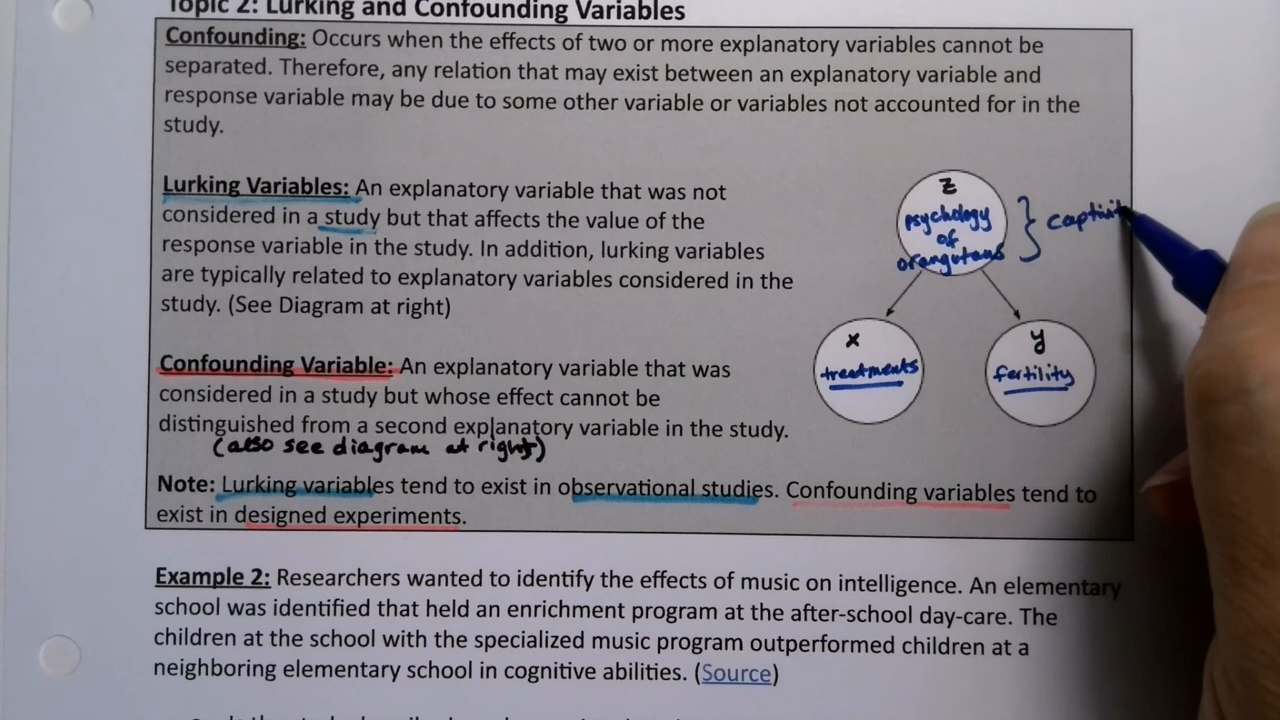 Topic 2: Lurking and Confounding Variables
Confounding: Occurs when the effects of two or more explanatory variables cannot be
separated. Therefore, any relation that may exist between an explanatory variable and
response variable may be due to some other variable or variables not accounted for in the
study.
Lurking Variables: An explanatory variable that was not
considered in a study but that affects the value of the
response variable in the study. In addition, lurking variables
are typically related to explanatory variables considered in the
study. (See Diagram at right)
z
psychology
of
orangutans
} captivit
x
treatments
y
fertility
Confounding Variable: An explanatory variable that was
considered in a study but whose effect cannot be
distinguished from a second explanatory variable in the study.
(also see diagram at right)
Note: Lurking variables tend to exist in observational studies. Confounding variables tend to
exist in designed experiments.
Example 2: Researchers wanted to identify the effects of music on intelligence. An elementary
school was identified that held an enrichment program at the after-school day-care. The
children at the school with the specialized music program outperformed children at a
neighboring elementary school in cognitive abilities. (Source)